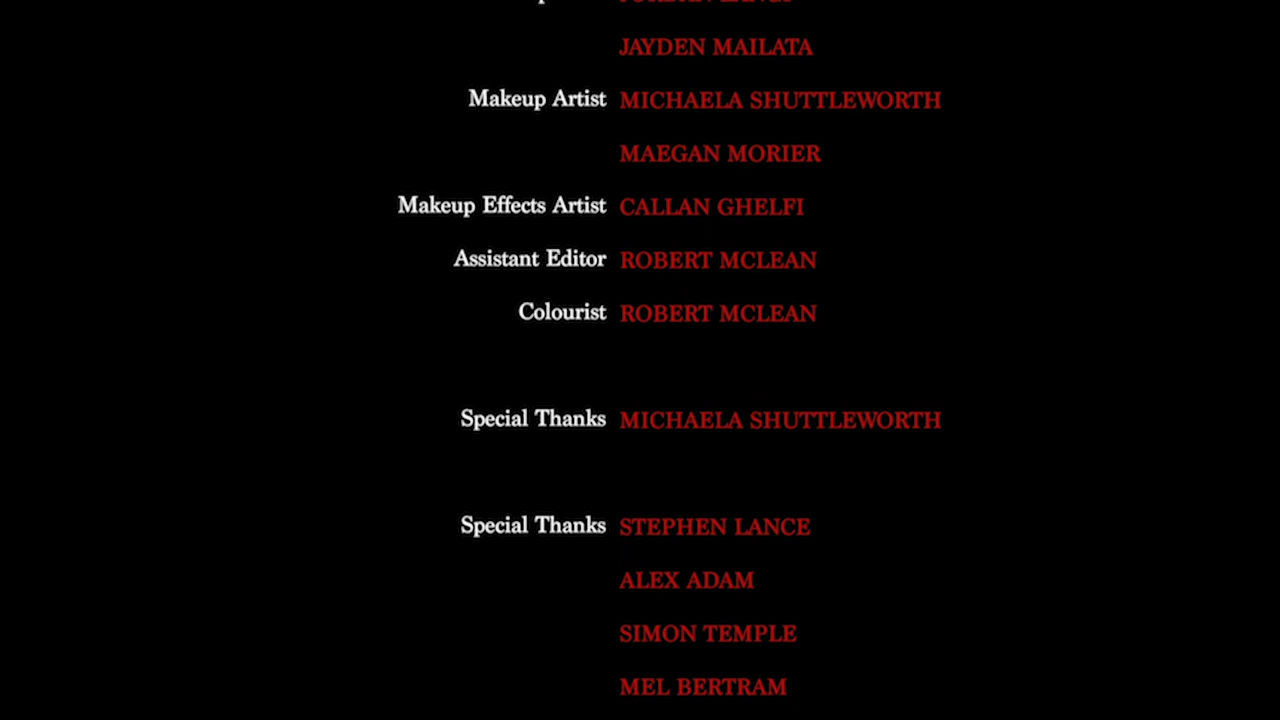 JAYDEN MAILATA
Makeup Artist MICHAELA SHUTTLEWORTH
MAEGAN MORIER
Makeup Effects Artist CALLAN GHELFI
Assistant Editor ROBERT MCLEAN
Colourist ROBERT MCLEAN
Special Thanks MICHAELA SHUTTLEWORTH
Special Thanks STEPHEN LANCE
ALEX ADAM
SIMON TEMPLE
MEL BERTRAM